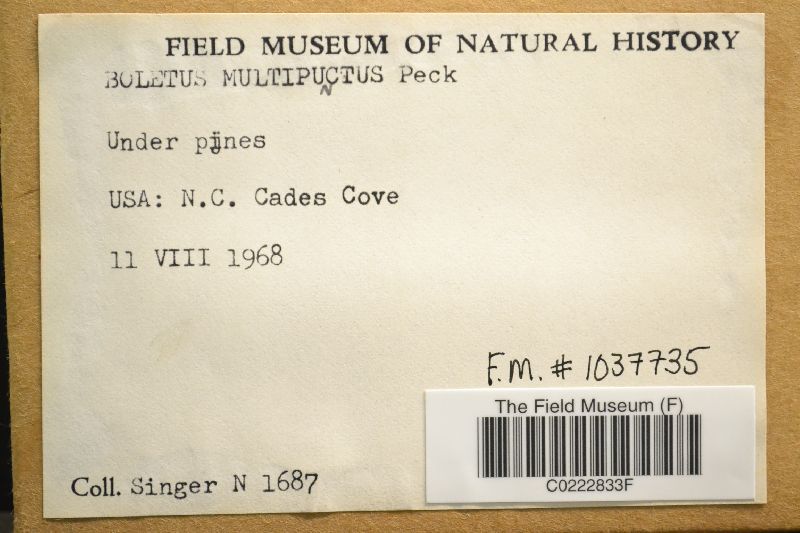 FIELD MUSEUM OF NATURAL HISTORY
BOLETUS MULTIPUNCTUS Peck
Under pines
USA: N.C. Cades Cove
11 VIII 1968
F.M. # 1037735
The Field Museum (F)
C0222833F
Coll. Singer N 1687